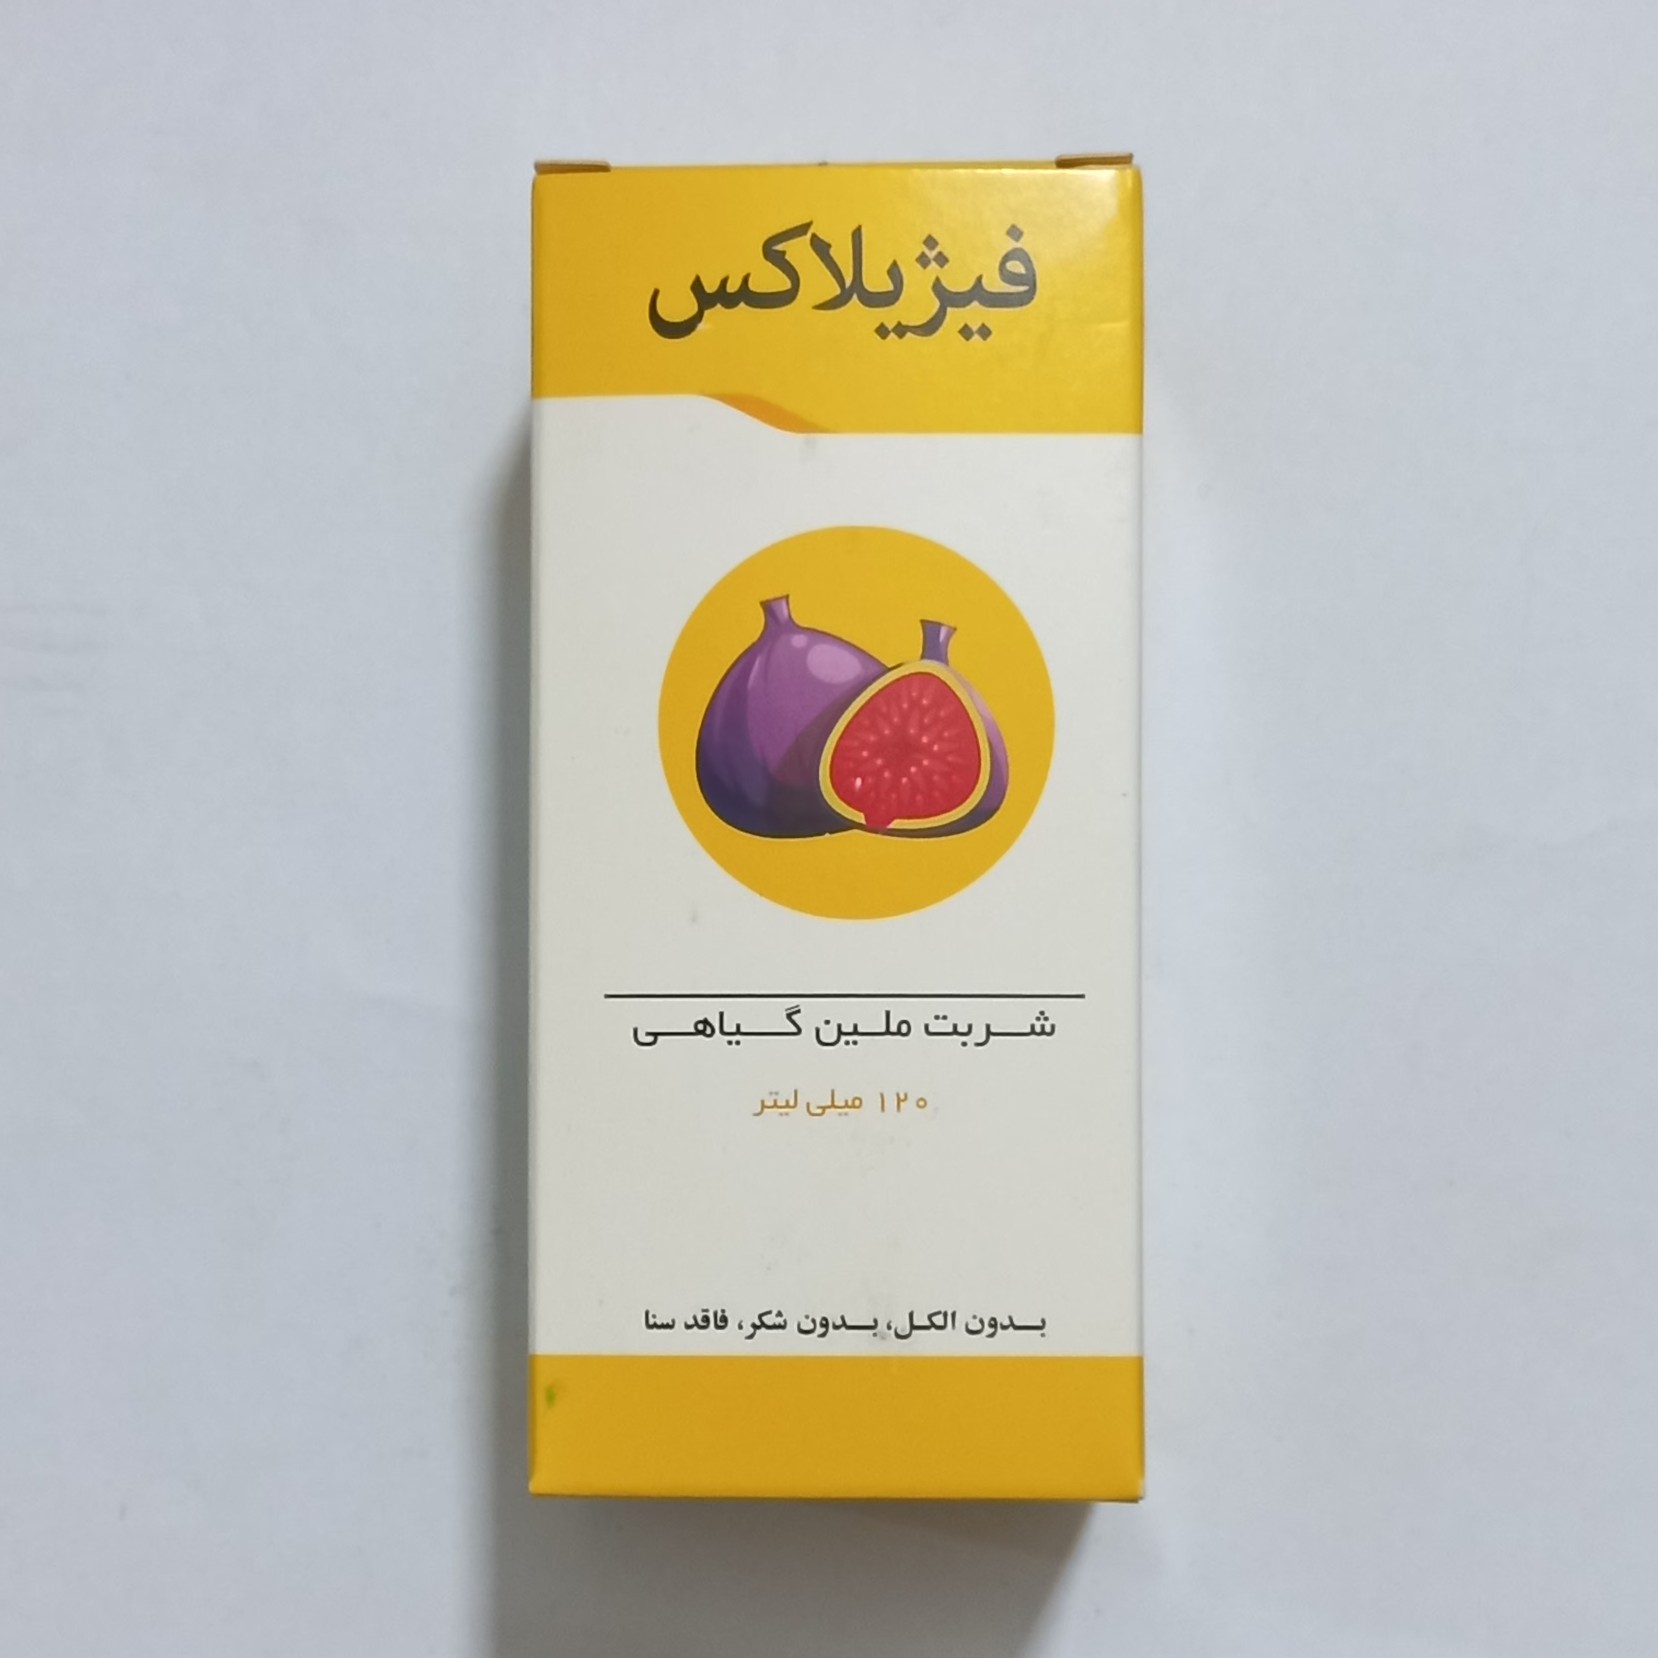 فیژیلاکس
شربت ملین گیاهی
۱۲۰ میلی لیتر
بدون الکل، بدون شکر، فاقد سنا